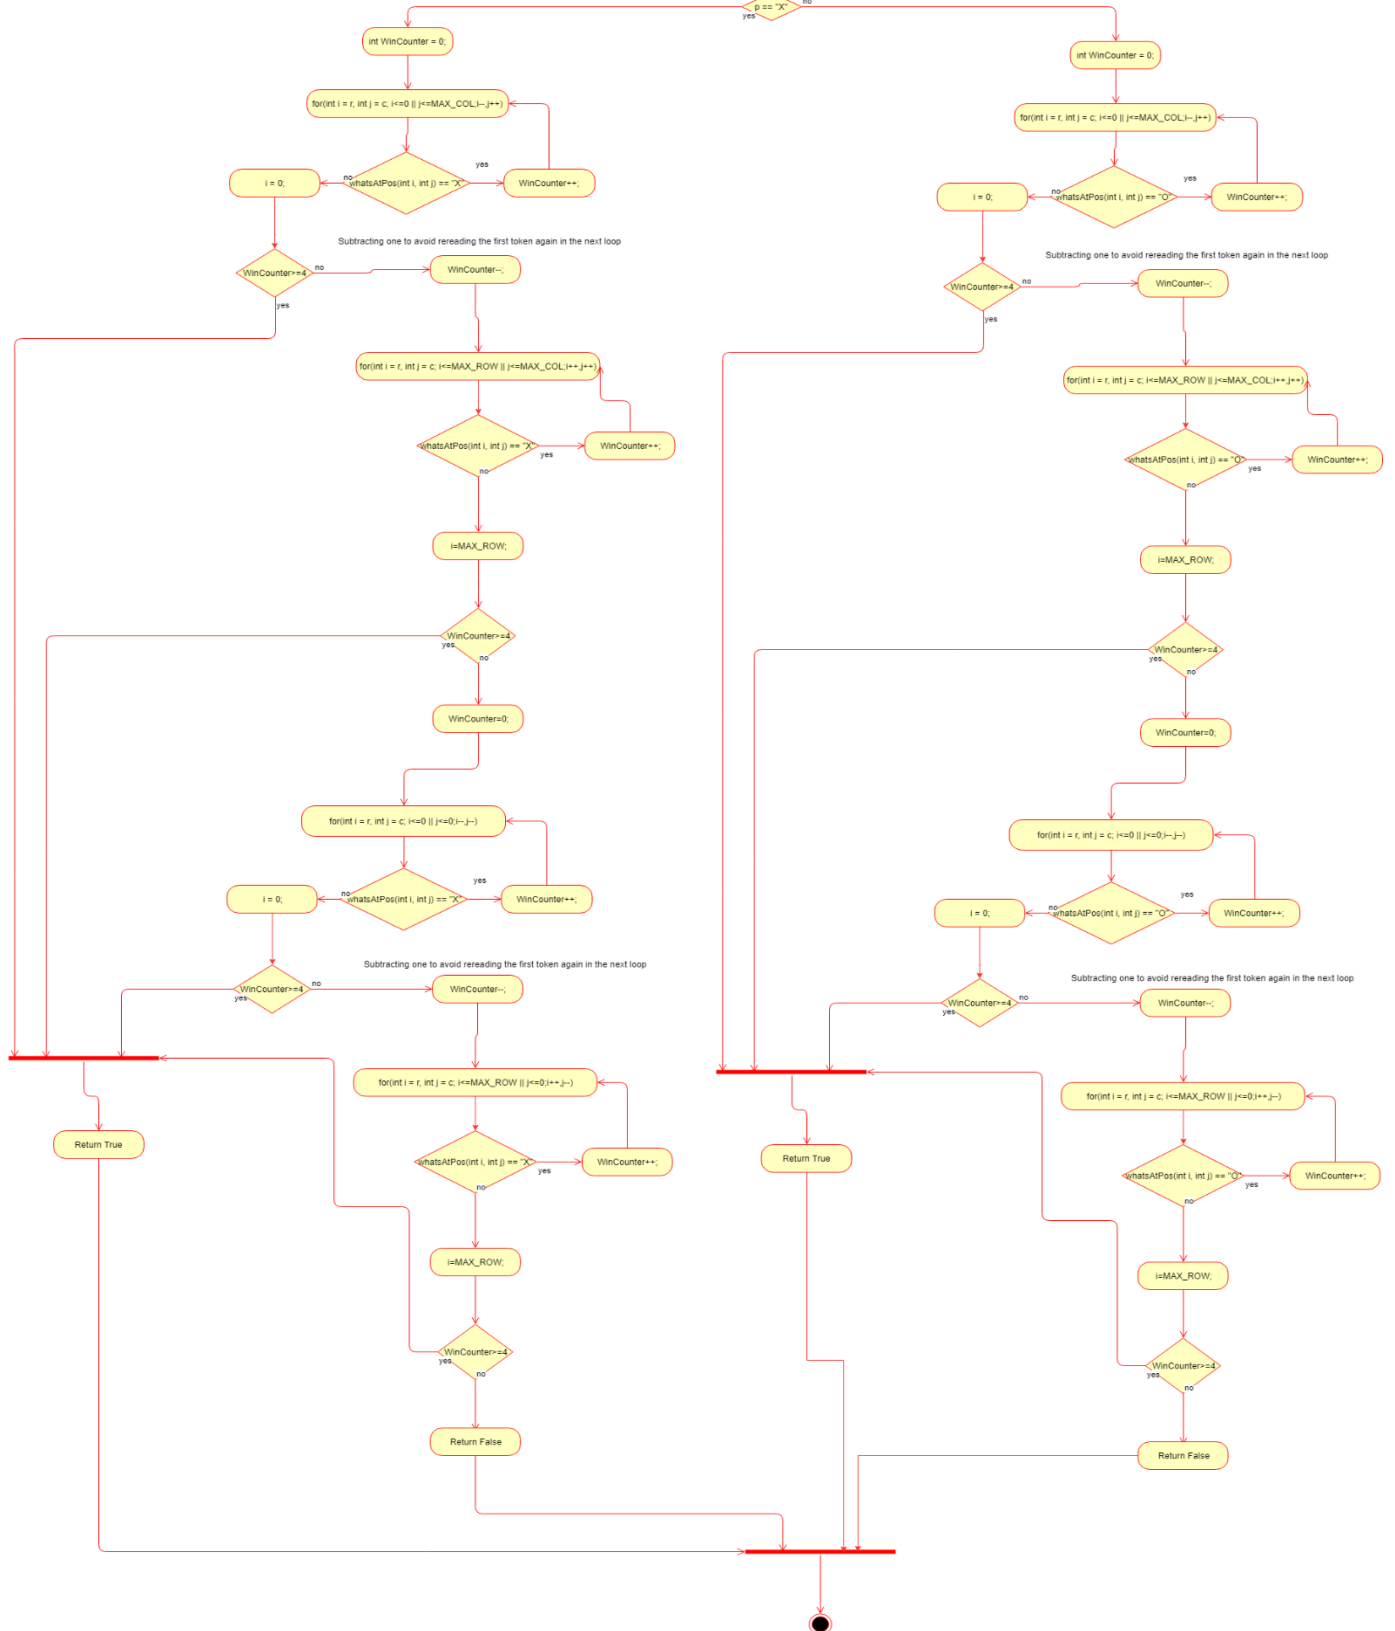 p == "X"
yes
no
int WinCounter = 0;
for(int i = r, int j = c; i<=0 || j<=MAX_COL;i--,j++)
whatsAtPos(int i, int j) == "X"
no
yes
i = 0;
WinCounter++;
Subtracting one to avoid rereading the first token again in the next loop
WinCounter>=4
no
yes
WinCounter--;
for(int i = r, int j = c; i<=MAX_ROW || j<=MAX_COL;i++,j++)
whatsAtPos(int i, int j) == "X"
yes
no
WinCounter++;
i=MAX_ROW;
WinCounter>=4
yes
no
WinCounter=0;
for(int i = r, int j = c; i<=0 || j<=0;i--,j--)
whatsAtPos(int i, int j) == "X"
no
yes
i = 0;
WinCounter++;
Subtracting one to avoid rereading the first token again in the next loop
WinCounter>=4
no
yes
WinCounter--;
for(int i = r, int j = c; i<=MAX_ROW || j<=0;i++,j--)
Return True
whatsAtPos(int i, int j) == "X"
yes
no
WinCounter++;
i=MAX_ROW;
WinCounter>=4
yes
no
Return False
int WinCounter = 0;
for(int i = r, int j = c; i<=0 || j<=MAX_COL;i--,j++)
whatsAtPos(int i, int j) == "O"
no
yes
i = 0;
WinCounter++;
Subtracting one to avoid rereading the first token again in the next loop
WinCounter>=4
no
yes
WinCounter--;
for(int i = r, int j = c; i<=MAX_ROW || j<=MAX_COL;i++,j++)
whatsAtPos(int i, int j) == "O"
yes
no
WinCounter++;
i=MAX_ROW;
WinCounter>=4
yes
no
WinCounter=0;
for(int i = r, int j = c; i<=0 || j<=0;i--,j--)
whatsAtPos(int i, int j) == "O"
no
yes
i = 0;
WinCounter++;
Subtracting one to avoid rereading the first token again in the next loop
WinCounter>=4
no
yes
WinCounter--;
for(int i = r, int j = c; i<=MAX_ROW || j<=0;i++,j--)
Return True
whatsAtPos(int i, int j) == "O"
yes
no
WinCounter++;
i=MAX_ROW;
WinCounter>=4
yes
no
Return False